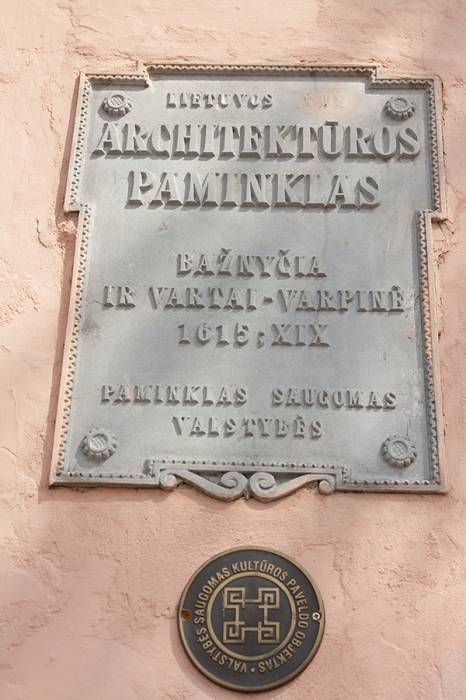 LIETUVOS
ARCHITEKTŪROS
PAMINKLAS
BAŽNYČIA
IR VARTAI-VARPINĖ
1615; XIX
PAMINKLAS SAUGOMAS
VALSTYBĖS
VALSTYBĖS SAUGOMAS KULTŪROS PAVELDO OBJEKTAS